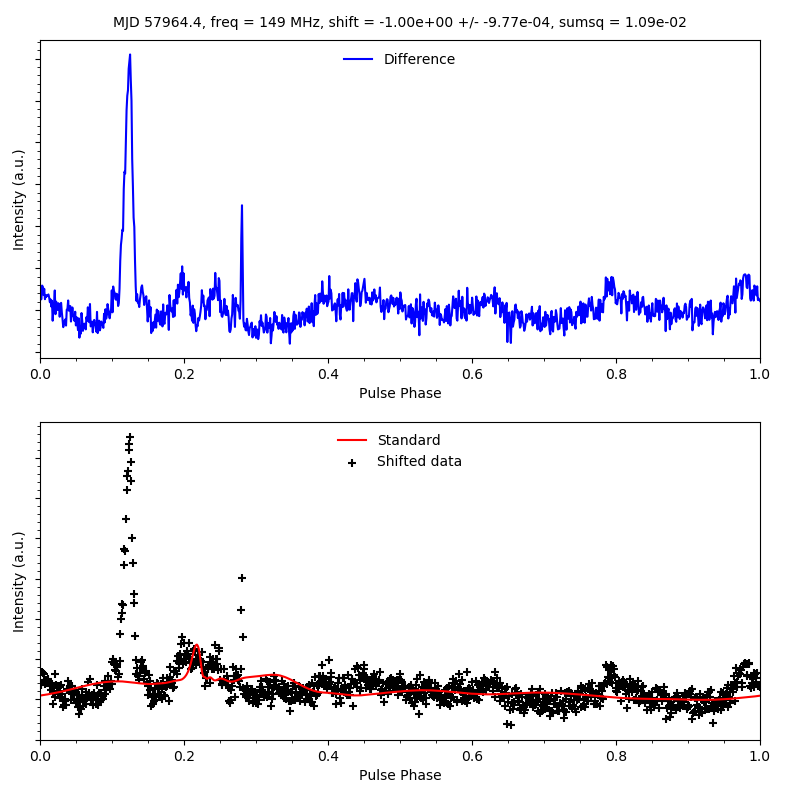 MJD 57964.4, freq = 149 MHz, shift = -1.00e+00 +/- -9.77e-04, sumsq = 1.09e-02
Difference
Intensity (a.u.)
0.0 0.2 0.4 0.6 0.8 1.0
Pulse Phase
Standard
Shifted data
Intensity (a.u.)
0.0 0.2 0.4 0.6 0.8 1.0
Pulse Phase